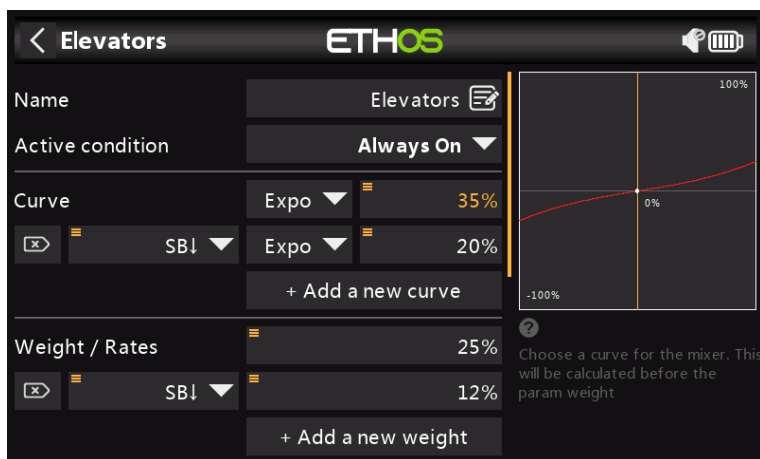 Elevators ETHOS
Name Elevators
Active condition Always On
Curve Expo 35%
SB↓ Expo 20%
+ Add a new curve
Weight / Rates 25%
SB↓ 12%
+ Add a new weight
100%
0%
-100%
?
Choose a curve for the mixer. This
will be calculated before the
param weight